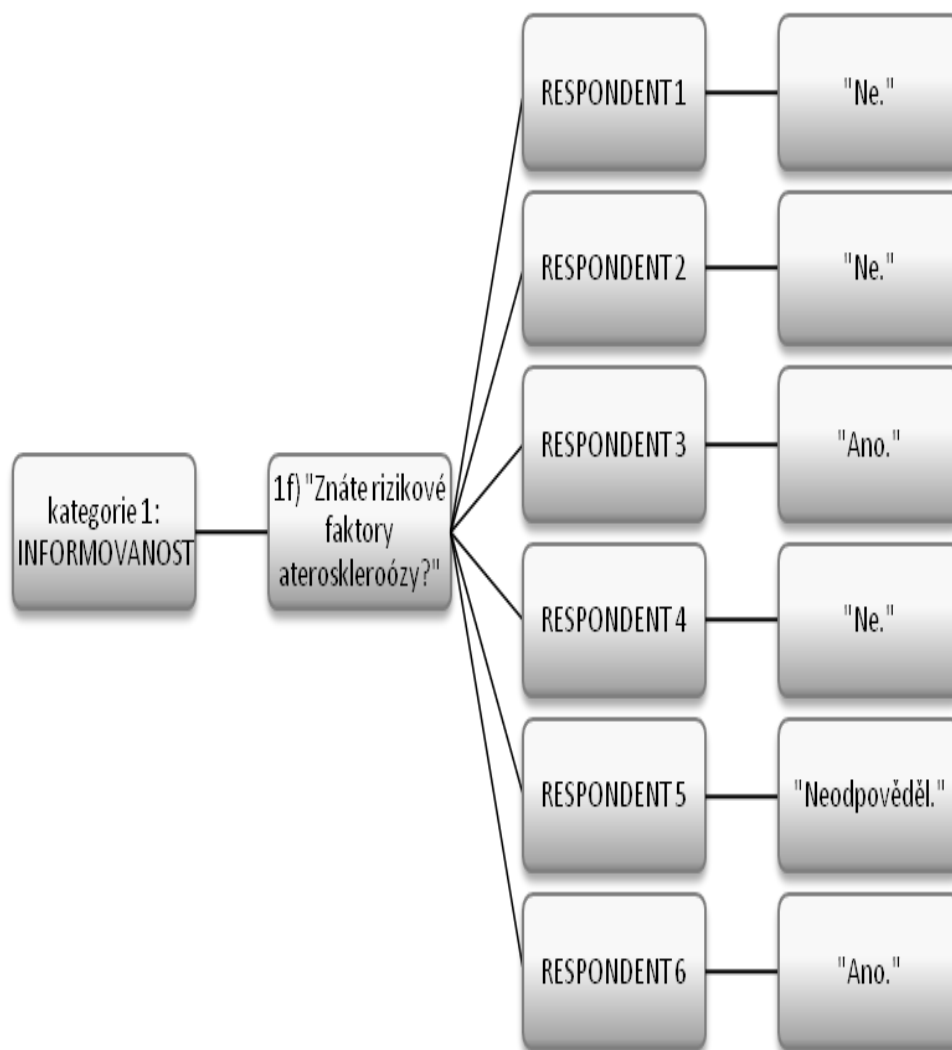 kategorie 1:
INFORMOVANOST
1f) "Znáte rizikové
faktory
ateroskleroózy?"
RESPONDENT 1
"Ne."
RESPONDENT 2
"Ne."
RESPONDENT 3
"Ano."
RESPONDENT 4
"Ne."
RESPONDENT 5
"Neodpověděl."
RESPONDENT 6
"Ano."